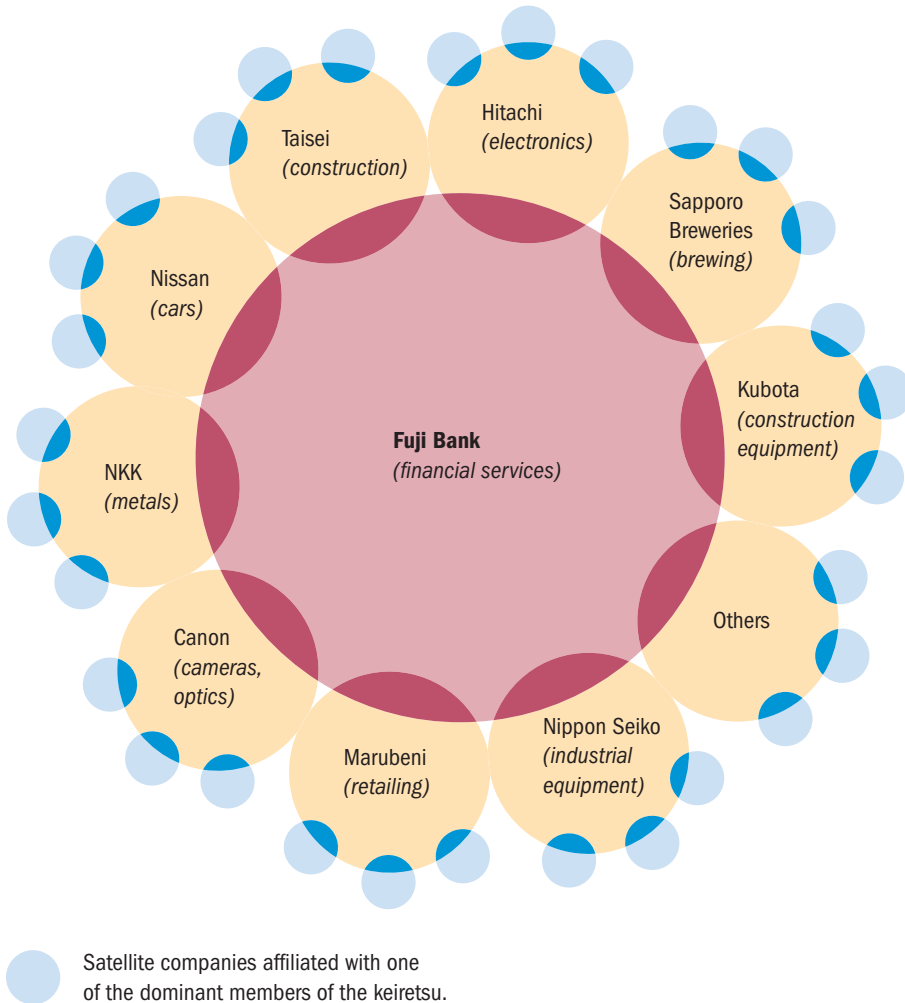 Hitachi
(electronics)
Taisei
(construction)
Sapporo
Breweries
(brewing)
Nissan
(cars)
Kubota
(construction
equipment)
Fuji Bank
(financial services)
NKK
(metals)
Others
Canon
(cameras,
optics)
Nippon Seiko
(industrial
equipment)
Marubeni
(retailing)
Satellite companies affiliated with one
of the dominant members of the keiretsu.